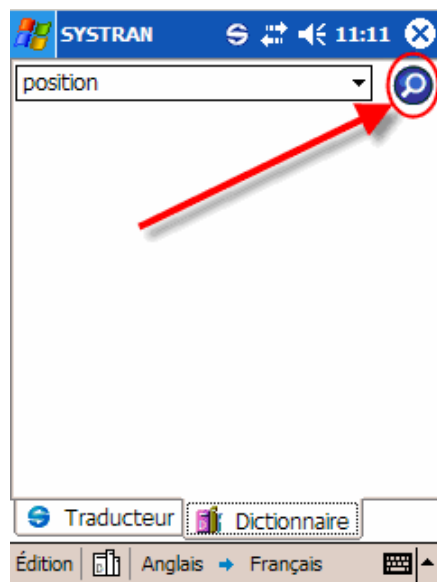 SYSTRAN 11:11
position
Traducteur Dictionnaire
Édition Anglais Français